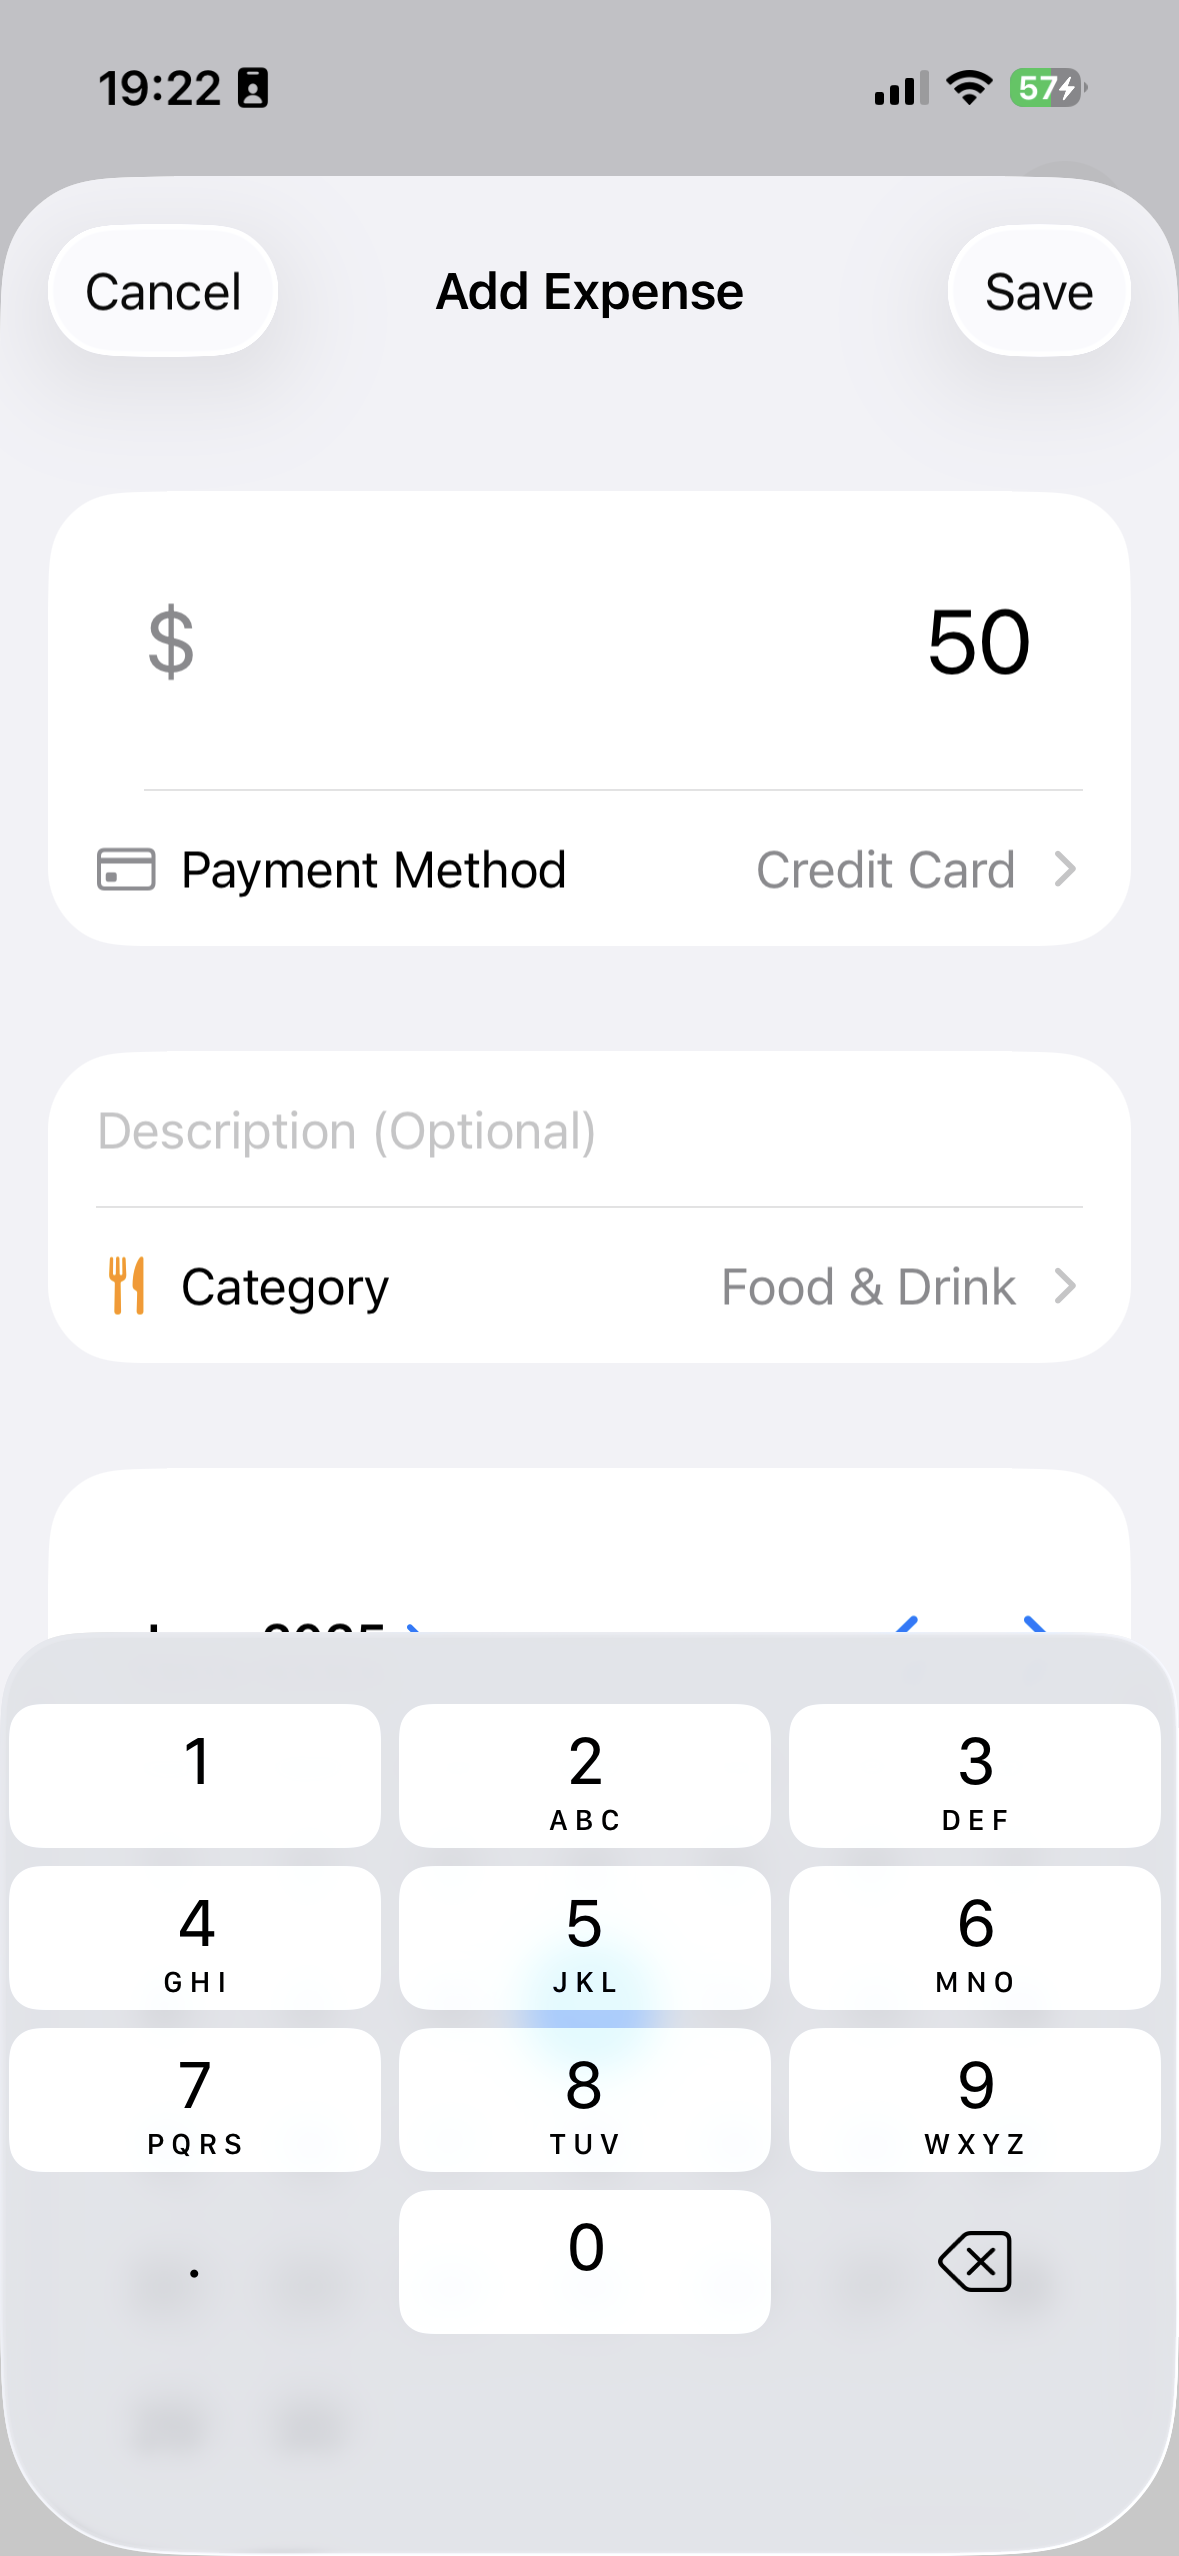 19:22
57
Cancel
Add Expense
Save
$ 50
Payment Method
Credit Card
Description (Optional)
Category
Food & Drink
2025
1
2
ABC
3
DEF
4
GHI
5
JKL
6
MNO
7
PQRS
8
TUV
9
WXYZ
.
0